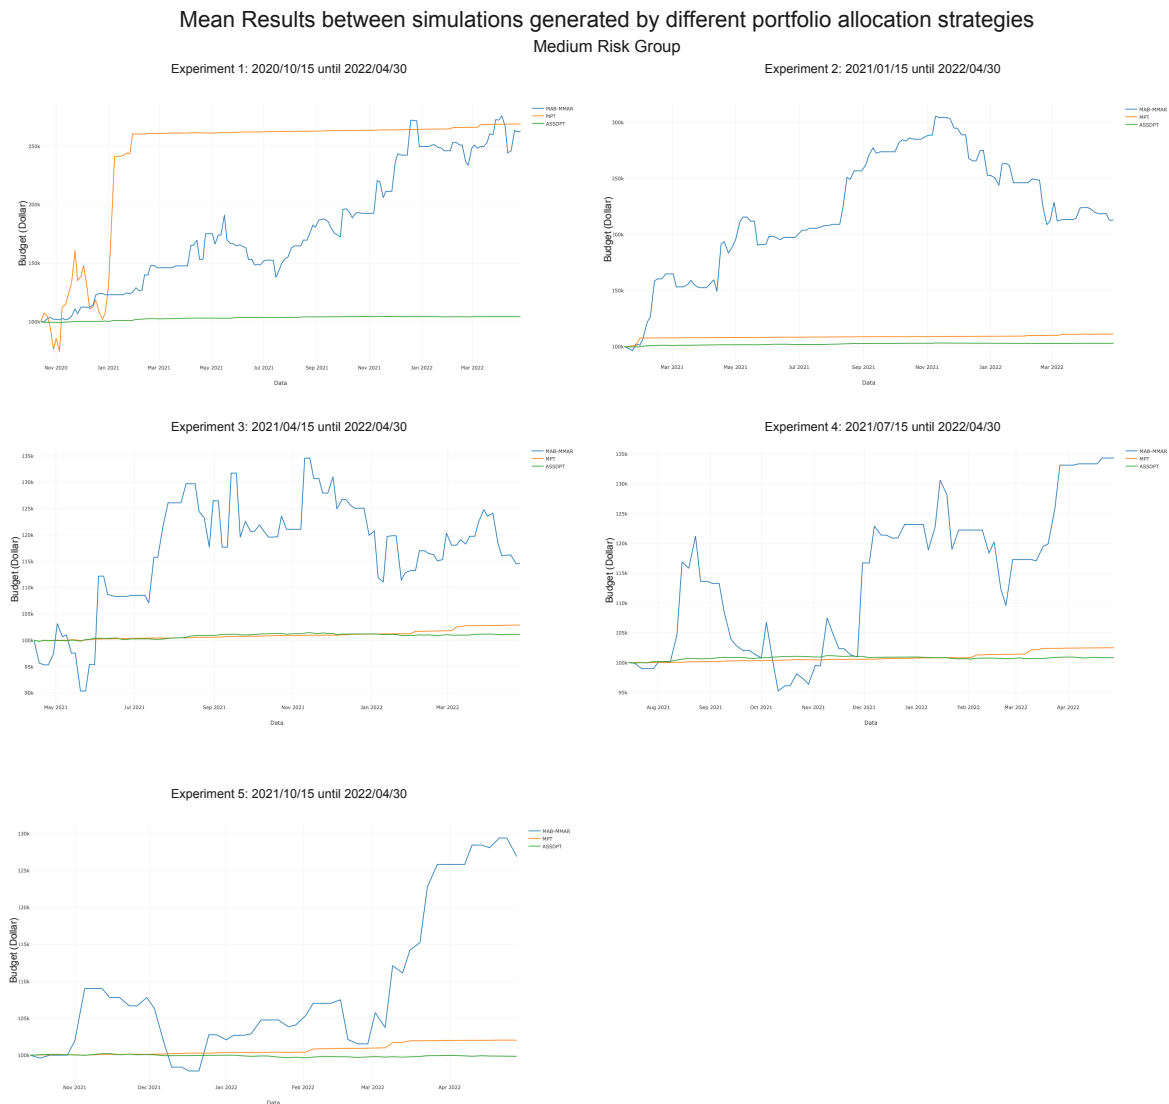 Mean Results between simulations generated by different portfolio allocation strategies
Medium Risk Group
Experiment 1: 2020/10/15 until 2022/04/30
MAB-MMAR
MPT
ASSDPT
250k
200k
150k
100k
Budget (Dollar)
Nov 2020 Jan 2021 Mar 2021 May 2021 Jul 2021 Sep 2021 Nov 2021 Jan 2022 Mar 2022
Data
Experiment 2: 2021/01/15 until 2022/04/30
MAB-MMAR
MPT
ASSDPT
300k
250k
200k
150k
100k
Budget (Dollar)
Mar 2021 May 2021 Jul 2021 Sep 2021 Nov 2021 Jan 2022 Mar 2022
Data
Experiment 3: 2021/04/15 until 2022/04/30
MAB-MMAR
MPT
ASSDPT
135k
130k
125k
120k
115k
110k
105k
100k
95k
90k
Budget (Dollar)
May 2021 Jul 2021 Sep 2021 Nov 2021 Jan 2022 Mar 2022
Data
Experiment 4: 2021/07/15 until 2022/04/30
MAB-MMAR
MPT
ASSDPT
135k
130k
125k
120k
115k
110k
105k
100k
95k
Budget (Dollar)
Aug 2021 Sep 2021 Oct 2021 Nov 2021 Dec 2021 Jan 2022 Feb 2022 Mar 2022 Apr 2022
Data
Experiment 5: 2021/10/15 until 2022/04/30
MAB-MMAR
MPT
ASSDPT
130k
125k
120k
115k
110k
105k
100k
Budget (Dollar)
Nov 2021 Dec 2021 Jan 2022 Feb 2022 Mar 2022 Apr 2022
Data